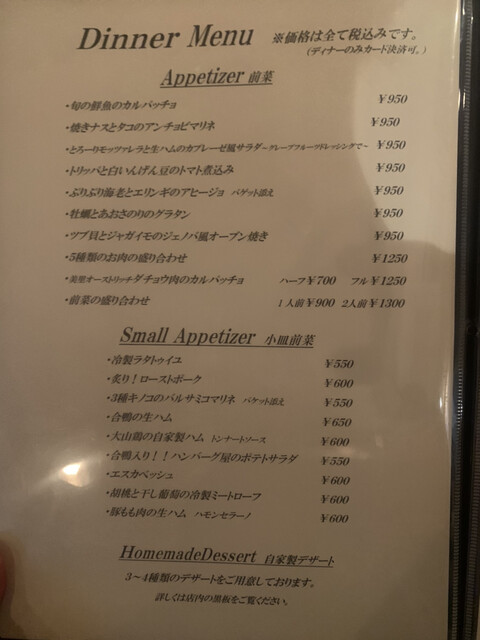 Dinner Menu ※価格は全て税込みです。
(ディナーのみカード決済可。)
Appetizer 前菜
・旬の鮮魚のカルパッチョ ￥950
・焼きナスとタコのアンチョビマリネ ￥950
・とろーりモッツァレラと生ハムのカプレーゼ風サラダ～グレープフルーツドレッシングで～ ￥950
・トリッパと白いんげん豆のトマト煮込み ￥950
・ぷりぷり海老とエリンギのアヒージョ バゲット添え ￥950
・牡蠣とあおさのりのグラタン ￥950
・ツブ貝とジャガイモのジェノバ風オーブン焼き ￥950
・5種類のお肉の盛り合わせ ￥1250
・美里オーストリッチダチョウ肉のカルパッチョ ハーフ￥700 フル￥1250
・前菜の盛り合わせ 1人前￥900 2人前￥1300
Small Appetizer 小皿前菜
・冷製ラタトゥイユ ￥550
・炙り！ローストポーク ￥600
・3種キノコのバルサミコマリネ バゲット添え ￥550
・合鴨の生ハム ￥650
・大山鶏の自家製ハム トンナートソース ￥600
・合鴨入り！！ハンバーグ屋のポテトサラダ ￥550
・エスカベッシュ ￥600
・胡桃と干し葡萄の冷製ミートローフ ￥600
・豚もも肉の生ハム ハモンセラーノ ￥600
HomemadeDessert 自家製デザート
3～4種類のデザートをご用意しております。
詳しくは店内の黒板をご覧ください。